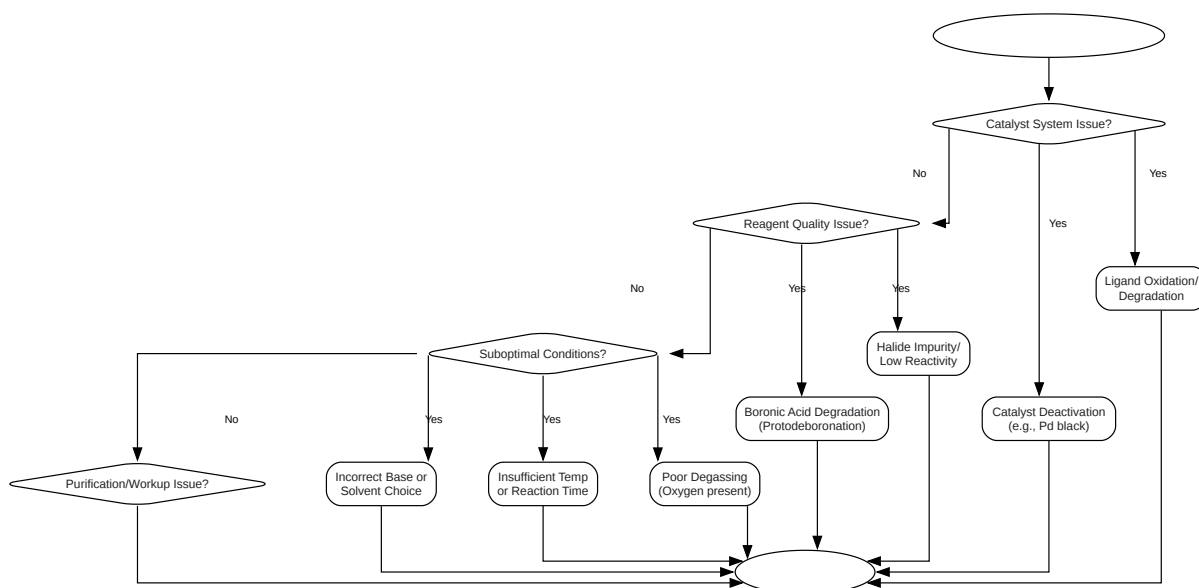 Catalyst System Issue?
No
Yes
Reagent Quality Issue?
Yes
Ligand Oxidation/
Degradation
No
Yes
Yes
Halide Impurity/
Low Reactivity
Suboptimal Conditions?
Boronic Acid Degradation
(Protodeboronation)
Catalyst Deactivation
(e.g., Pd black)
No
Yes
Yes
Yes
Purification/Workup Issue?
Incorrect Base or
Solvent Choice
Insufficient Temp
or Reaction Time
Poor Degassing
(Oxygen present)